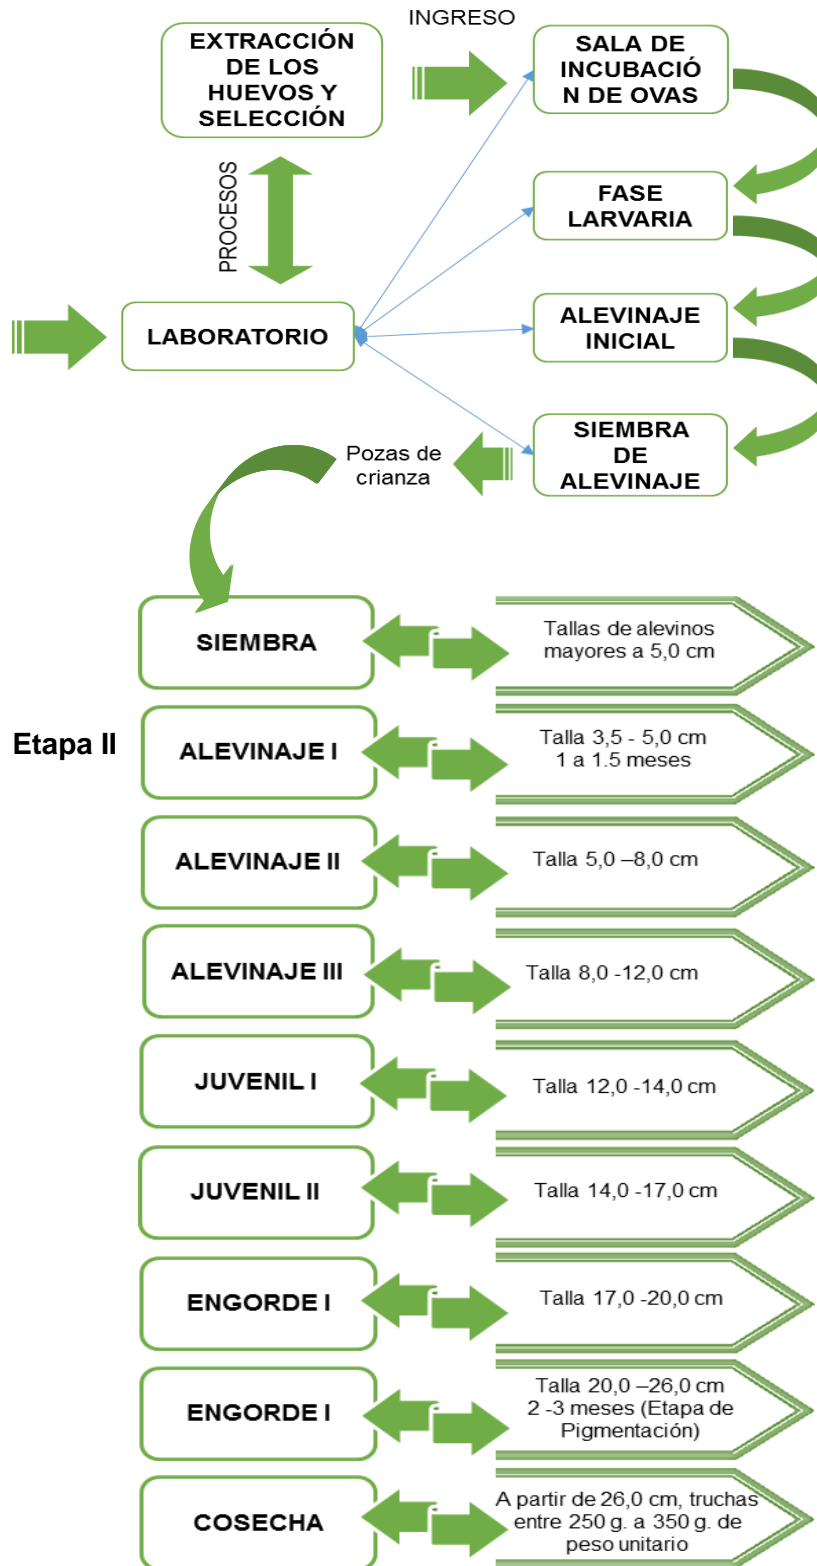 INGRESO
EXTRACCIÓN
DE LOS
HUEVOS Y
SELECCIÓN
SALA DE
INCUBACIÓ
N DE OVAS
PROCESOS
FASE
LARVARIA
LABORATORIO
ALEVINAJE
INICIAL
SIEMBRA
DE
ALEVINAJE
Pozas de
crianza
SIEMBRA
Tallas de alevinos
mayores a 5,0 cm
Etapa II
ALEVINAJE I
Talla 3,5 - 5,0 cm
1 a 1.5 meses
ALEVINAJE II
Talla 5,0 –8,0 cm
ALEVINAJE III
Talla 8,0 -12,0 cm
JUVENIL I
Talla 12,0 -14,0 cm
JUVENIL II
Talla 14,0 -17,0 cm
ENGORDE I
Talla 17,0 -20,0 cm
ENGORDE I
Talla 20,0 –26,0 cm
2 -3 meses (Etapa de
Pigmentación)
COSECHA
A partir de 26,0 cm, truchas
entre 250 g. a 350 g. de
peso unitario